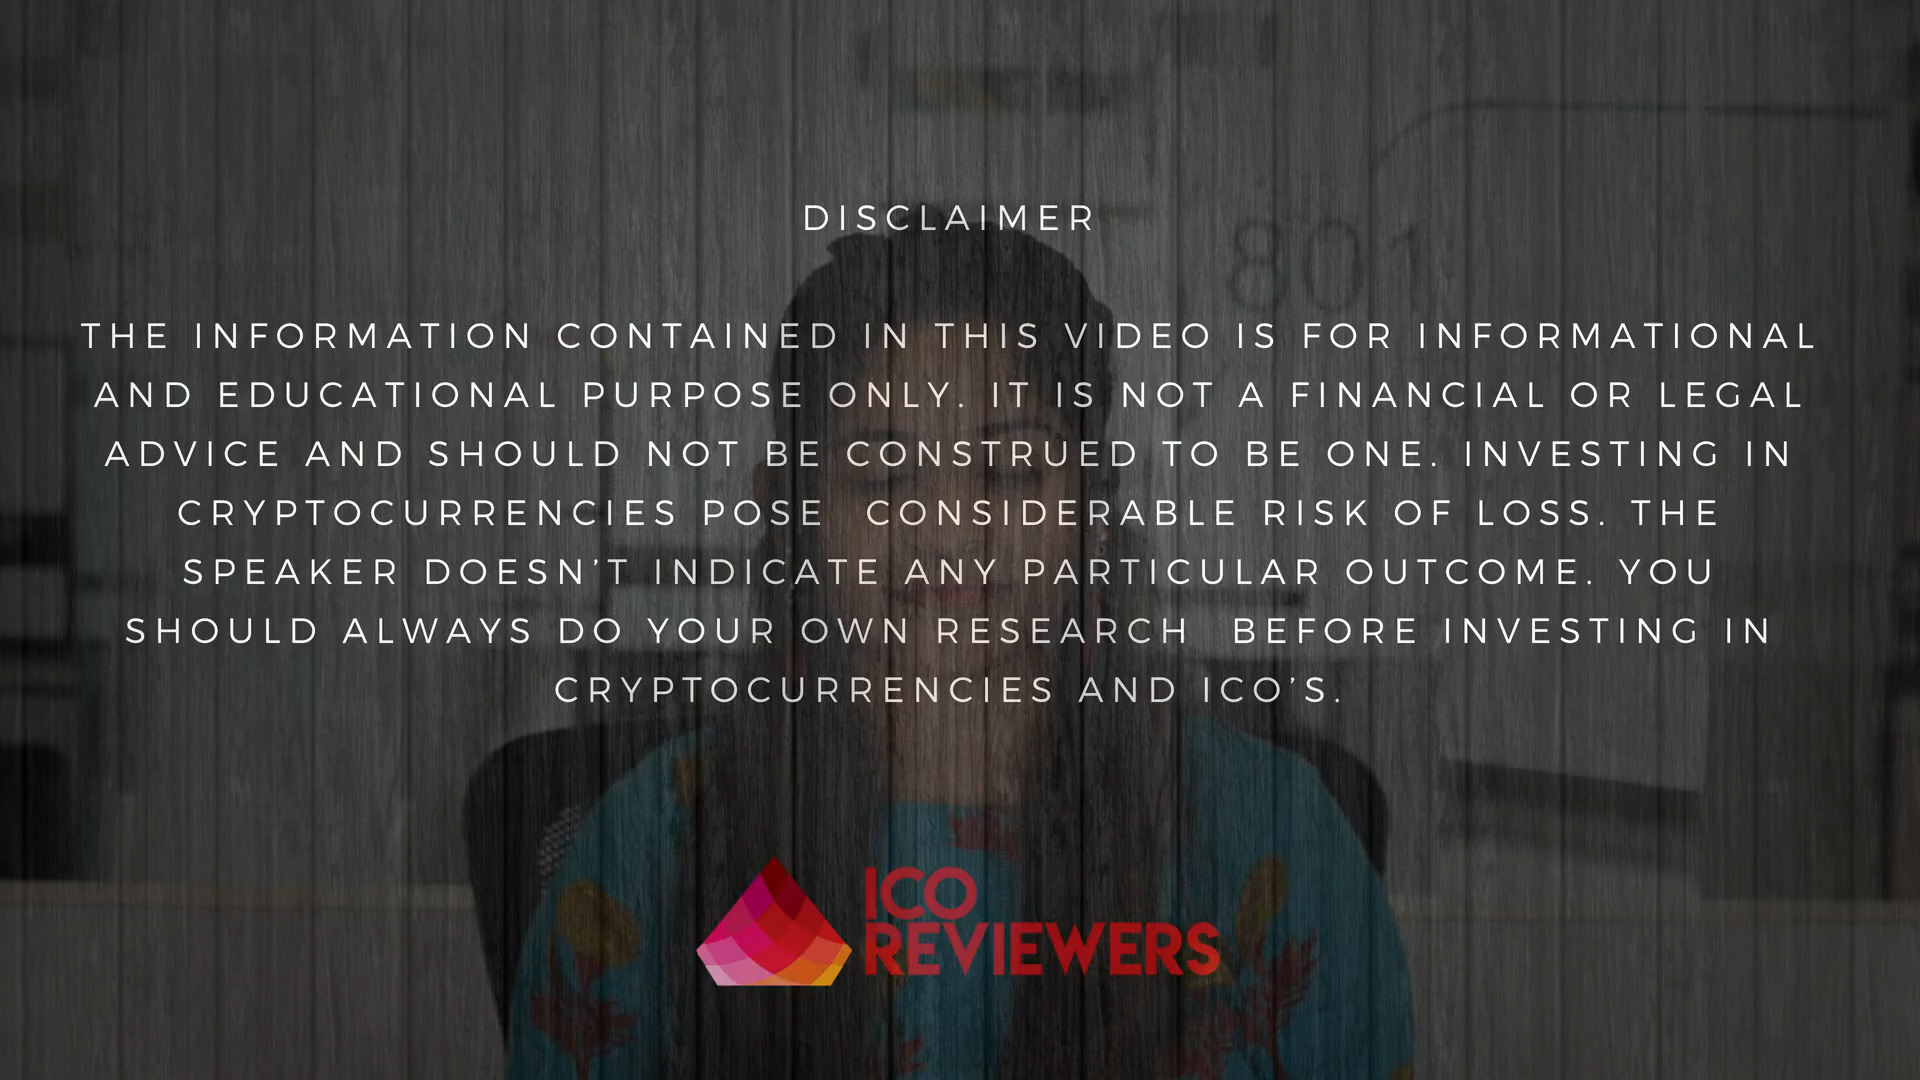 DISCLAIMER
801
THE INFORMATION CONTAINED IN THIS VIDEO IS FOR INFORMATIONAL
AND EDUCATIONAL PURPOSE ONLY. IT IS NOT A FINANCIAL OR LEGAL
ADVICE AND SHOULD NOT BE CONSTRUED TO BE ONE. INVESTING IN
CRYPTOCURRENCIES POSE  CONSIDERABLE RISK OF LOSS. THE
SPEAKER DOESN’T INDICATE ANY PARTICULAR OUTCOME. YOU
SHOULD ALWAYS DO YOUR OWN RESEARCH  BEFORE INVESTING IN
CRYPTOCURRENCIES AND ICO’S.
ICO
REVIEWERS